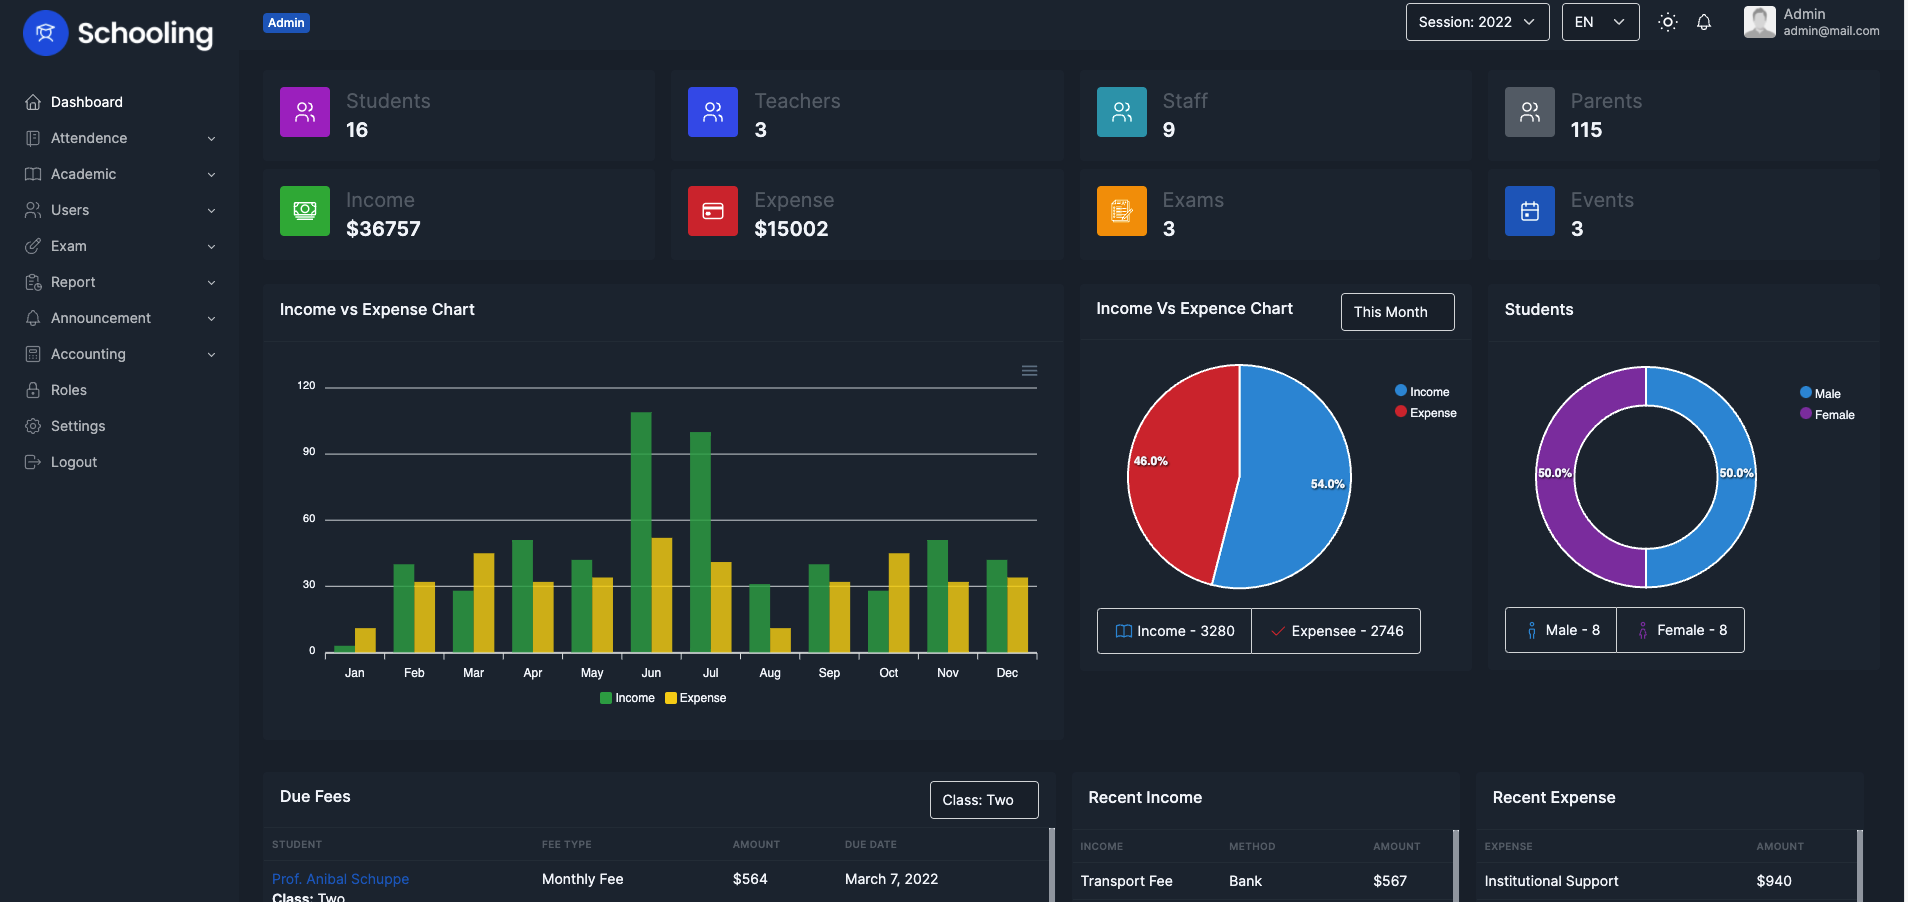 Schooling
Admin
Session: 2022
EN
Admin
admin@mail.com
Dashboard
Attendence
Academic
Users
Exam
Report
Announcement
Accounting
Roles
Settings
Logout
Students
16
Teachers
3
Staff
9
Parents
115
Income
$36757
Expense
$15002
Exams
3
Events
3
Income vs Expense Chart
120
90
60
30
0
Jan Feb Mar Apr May Jun Jul Aug Sep Oct Nov Dec
Income Expense
Income Vs Expence Chart
This Month
Income
Expense
46.0%
54.0%
Income - 3280
Expensee - 2746
Students
Male
Female
50.0%
50.0%
Male - 8
Female - 8
Due Fees
Class: Two
STUDENT FEE TYPE AMOUNT DUE DATE
Prof. Anibal Schuppe Monthly Fee $564 March 7, 2022
Class: Two
Recent Income
INCOME METHOD AMOUNT
Transport Fee Bank $567
Recent Expense
EXPENSE AMOUNT
Institutional Support $940